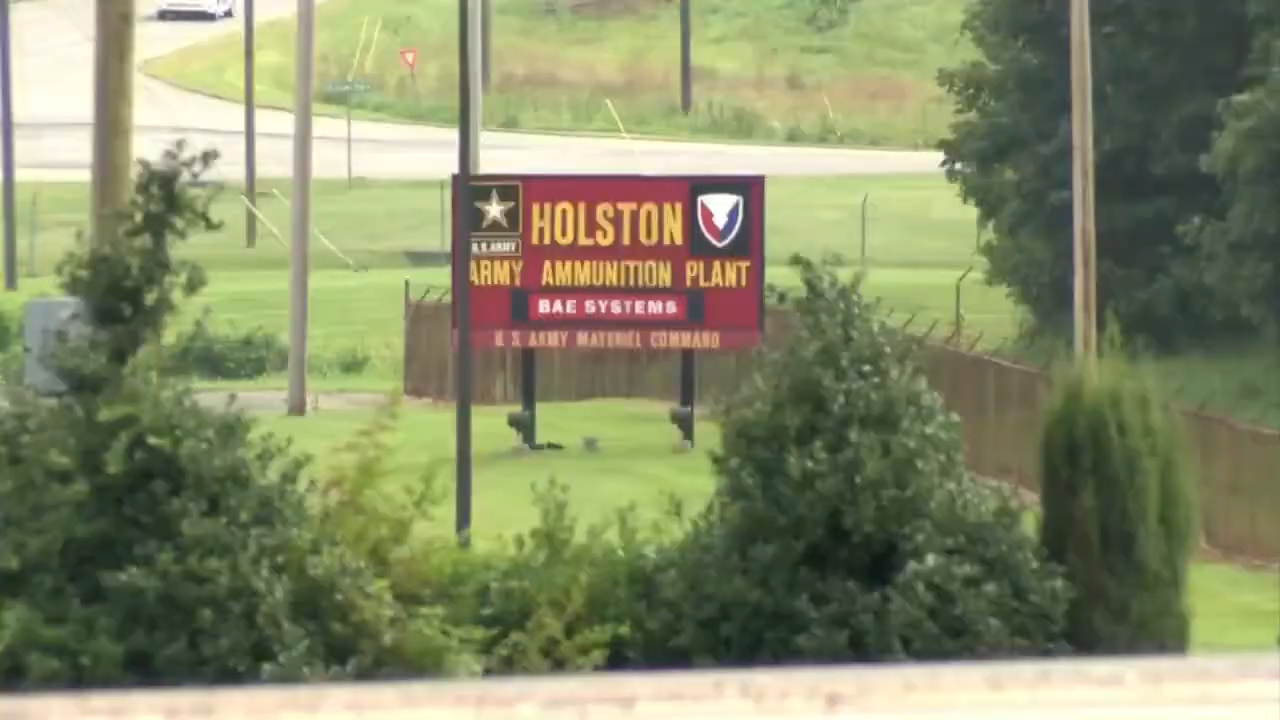 HOLSTON
U.S. ARMY
ARMY AMMUNITION PLANT
BAE SYSTEMS
U S ARMY MATERIEL COMMAND